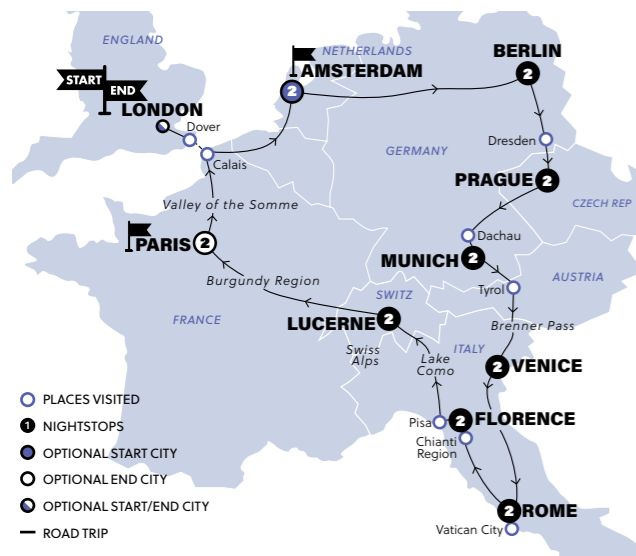 ENGLAND
NETHERLANDS
BERLIN
2
START
END
AMSTERDAM
2
LONDON
Dover
Calais
Dresden
GERMANY
PRAGUE
2
CZECH REP
Valley of the Somme
PARIS
2
Dachau
MUNICH
2
Tyrol
AUSTRIA
Burgundy Region
SWITZ
Brenner Pass
FRANCE
LUCERNE
2
ITALY
Swiss
Alps
Lake
Como
2
VENICE
Pisa
2
FLORENCE
Chianti
Region
2
ROME
Vatican City
PLACES VISITED
1
NIGHTSTOPS
OPTIONAL START CITY
OPTIONAL END CITY
OPTIONAL START/END CITY
ROAD TRIP